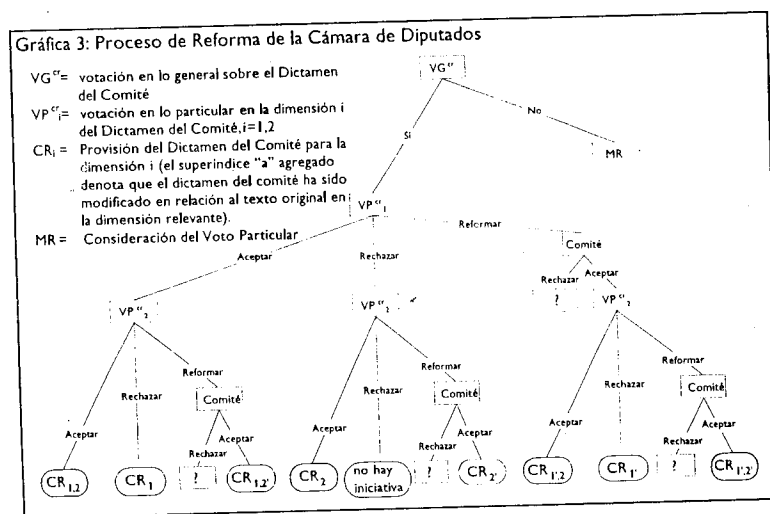 Gráfica 3: Proceso de Reforma de la Cámara de Diputados
VG^cr= votación en lo general sobre el Dictamen
del Comité
VP^cr_i= votación en lo particular en la dimensión i
del Dictamen del Comité, i=1,2
CR_i = Provisión del Dictamen del Comité para la
dimensión i (el superíndice "a" agregado
denota que el dictamen del comité ha sido
modificado en relación al texto original en
la dimensión relevante).
MR = Consideración del Voto Particular
VG^cr
Sí
No
MR
VP^cr_1
Aceptar
Rechazar
Reformar
Comité
Rechazar
Aceptar
?
VP^cr_2
VP^cr_2
VP^cr_2
Aceptar
Rechazar
Reformar
Comité
Rechazar
Aceptar
Aceptar
Rechazar
Reformar
Comité
Rechazar
Aceptar
Aceptar
Rechazar
Reformar
Comité
Rechazar
Aceptar
CR_1,2
CR_1
?
CR_1,2'
CR_2
no hay
iniciativa
?
CR_2'
CR_1',2
CR_1'
?
CR_1',2'